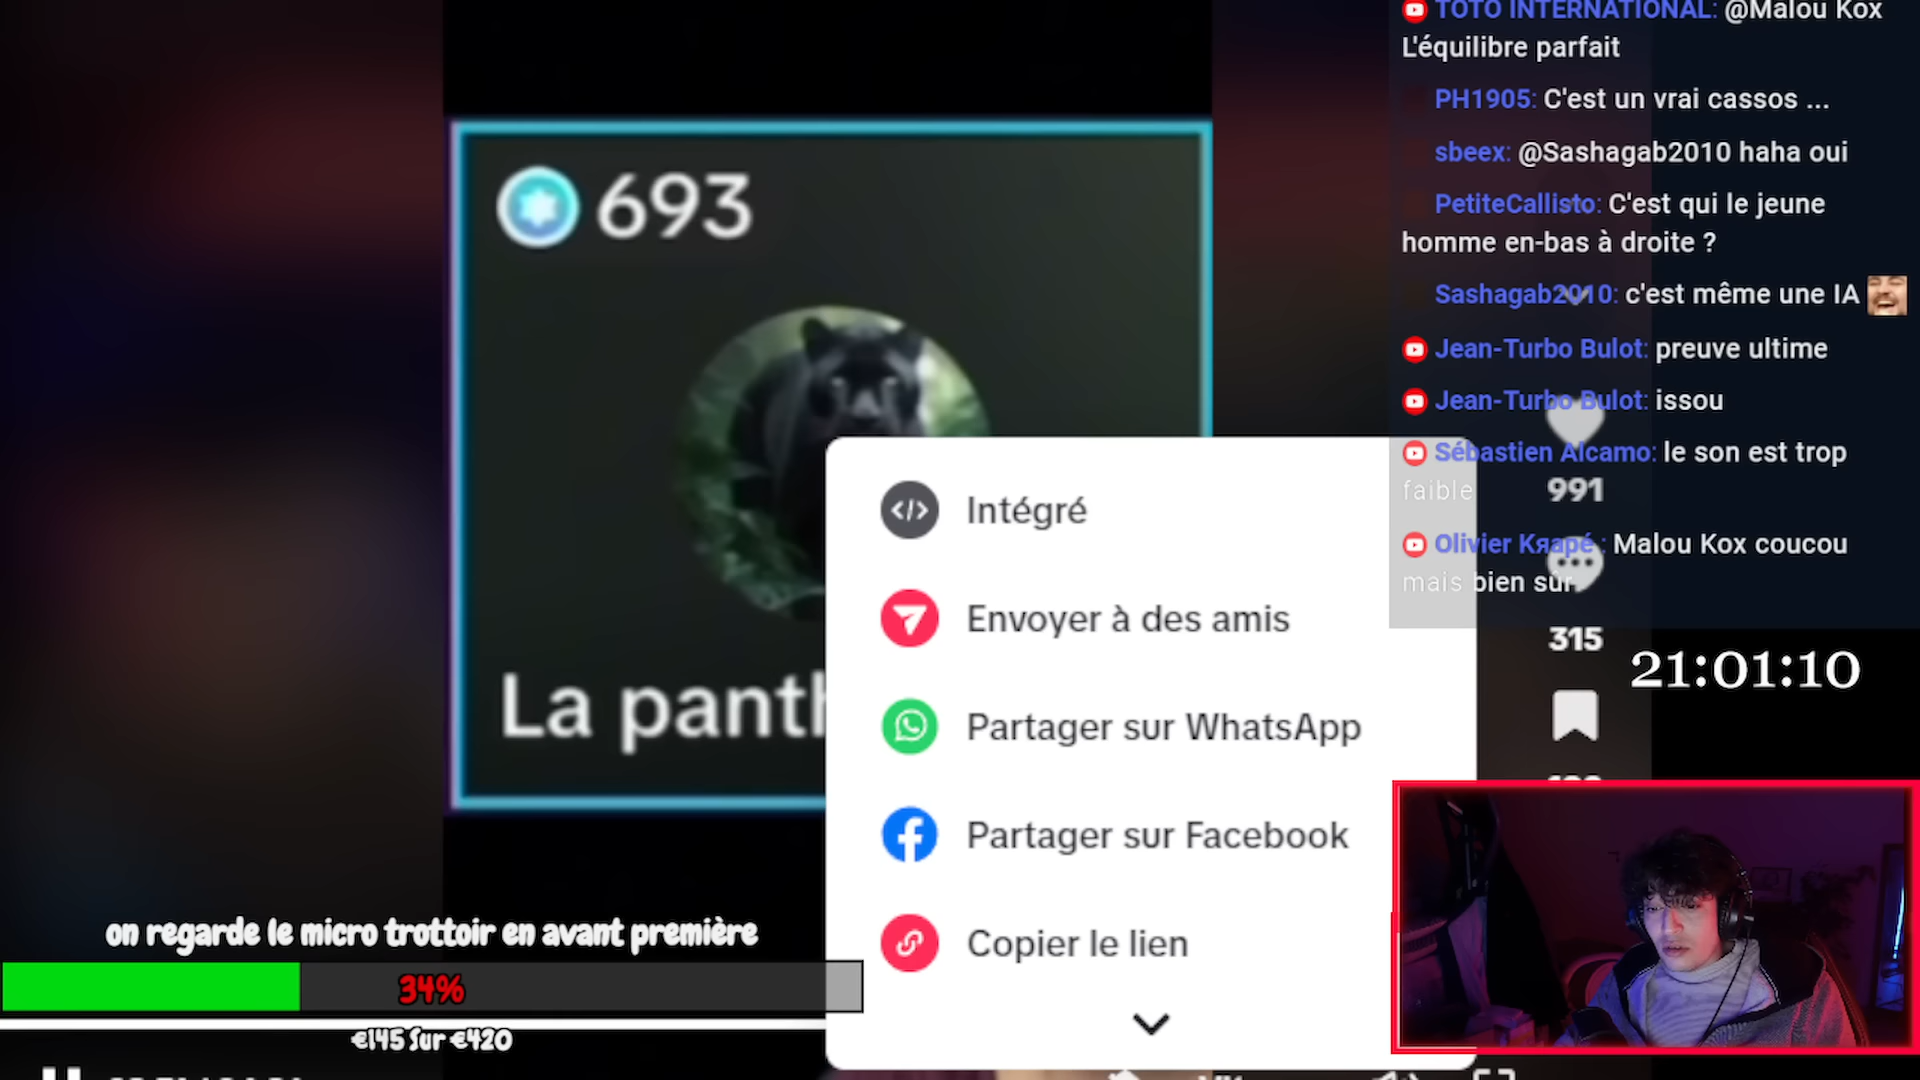 TOTO INTERNATIONAL: @Malou Kox
L'équilibre parfait
PH1905: C'est un vrai cassos ...
sbeex: @Sashagab2010 haha oui
PetiteCallisto: C'est qui le jeune
homme en-bas à droite ?
Sashagab2010: c'est même une IA
Jean-Turbo Bulot: preuve ultime
Jean-Turbo Bulot: issou
Sébastien Alcamo: le son est trop
faible
Olivier Kяapé : Malou Kox coucou
mais bien sûr
693
La panth
991
315
21:01:10
Intégré
Envoyer à des amis
Partager sur WhatsApp
Partager sur Facebook
Copier le lien
on regarde le micro trottoir en avant première
34%
€145 sur €420